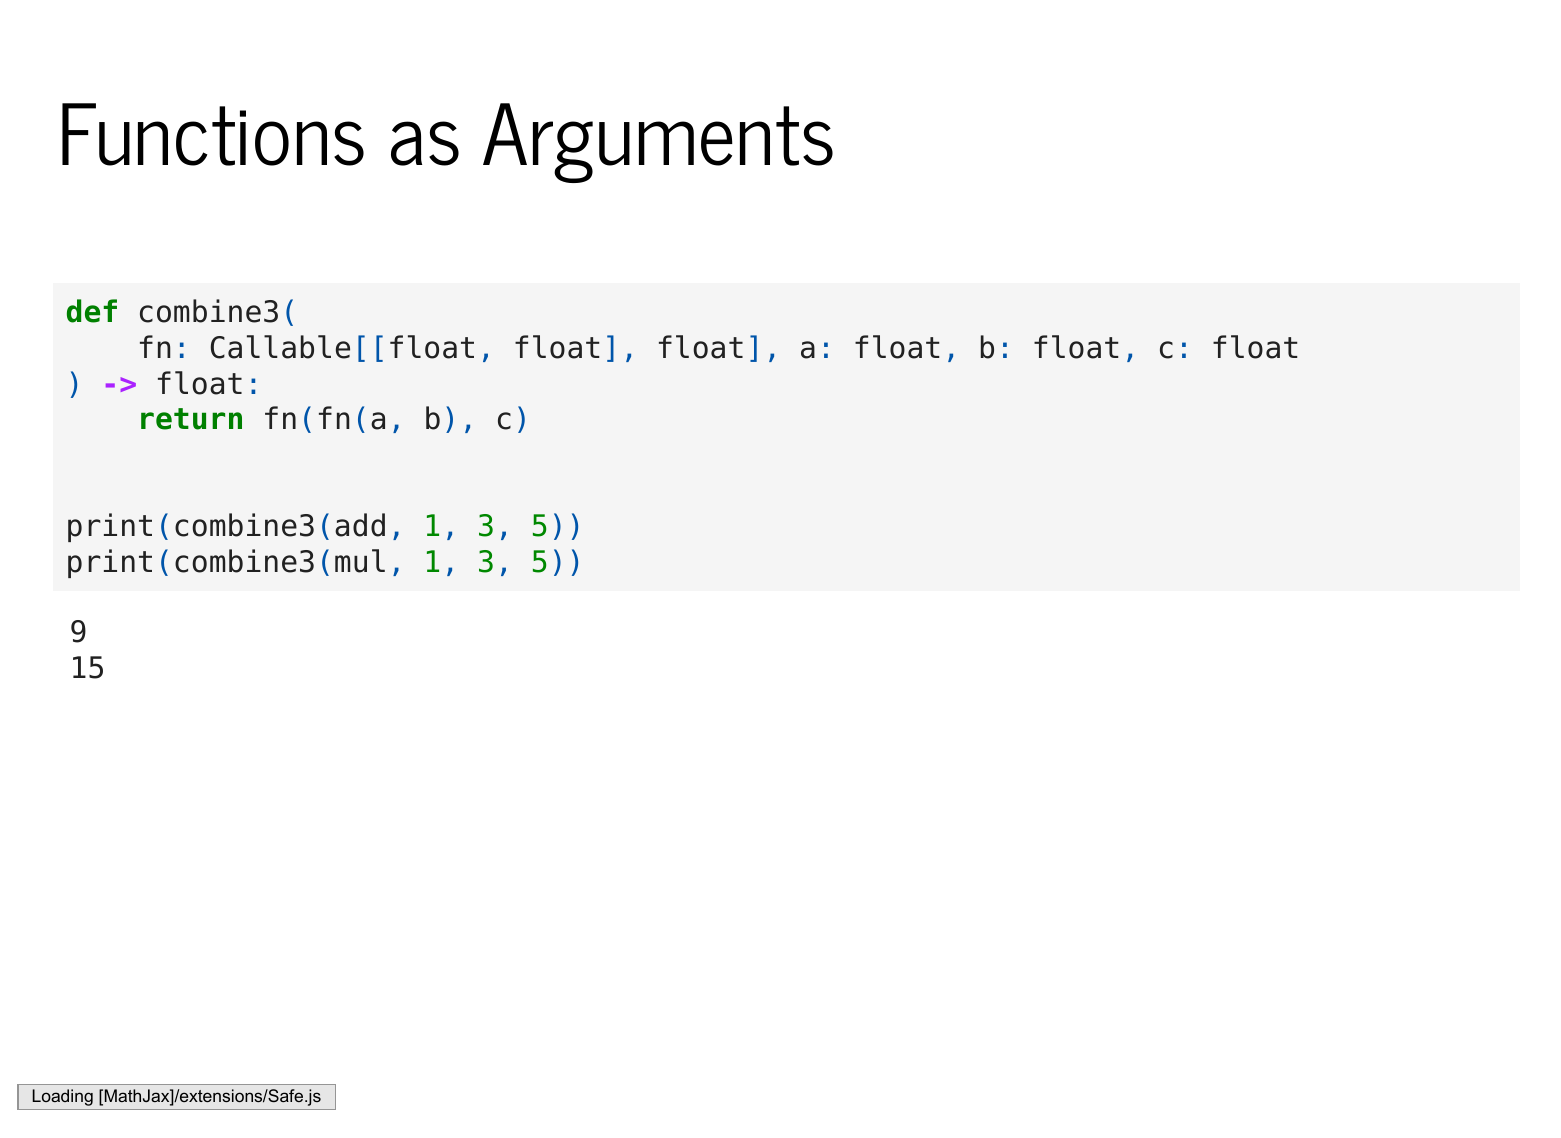 Functions as Arguments
def combine3(
    fn: Callable[[float, float], float], a: float, b: float, c: float
) -> float:
    return fn(fn(a, b), c)
print(combine3(add, 1, 3, 5))
print(combine3(mul, 1, 3, 5))
9
15
Loading [MathJax]/extensions/Safe.js